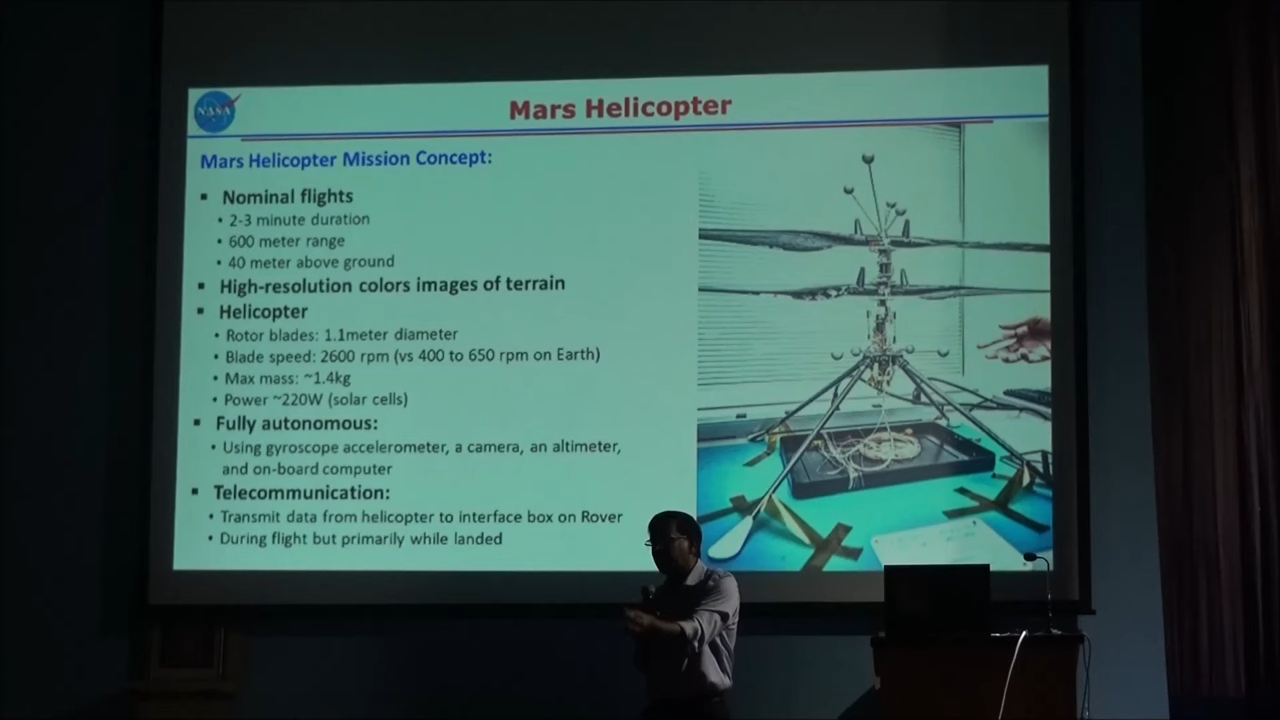 NASA
Mars Helicopter
Mars Helicopter Mission Concept:
Nominal flights
2-3 minute duration
600 meter range
40 meter above ground
High-resolution colors images of terrain
Helicopter
Rotor blades: 1.1meter diameter
Blade speed: 2600 rpm (vs 400 to 650 rpm on Earth)
Max mass: ~1.4kg
Power ~220W (solar cells)
Fully autonomous:
Using gyroscope accelerometer, a camera, an altimeter,
and on-board computer
Telecommunication:
Transmit data from helicopter to interface box on Rover
During flight but primarily while landed